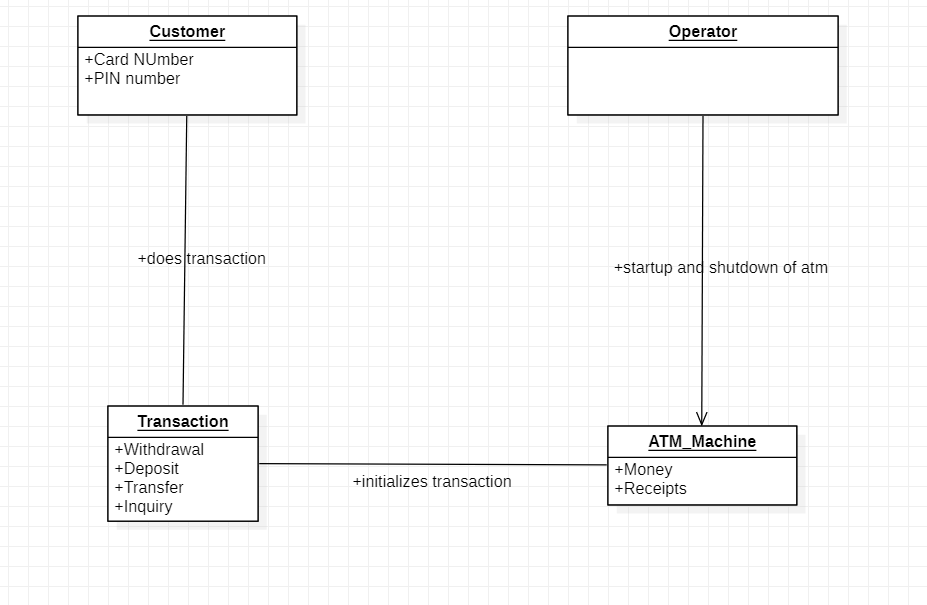 Customer
+Card NUmber
+PIN number
Operator
+does transaction
+startup and shutdown of atm
Transaction
+Withdrawal
+Deposit
+Transfer
+Inquiry
+initializes transaction
ATM_Machine
+Money
+Receipts